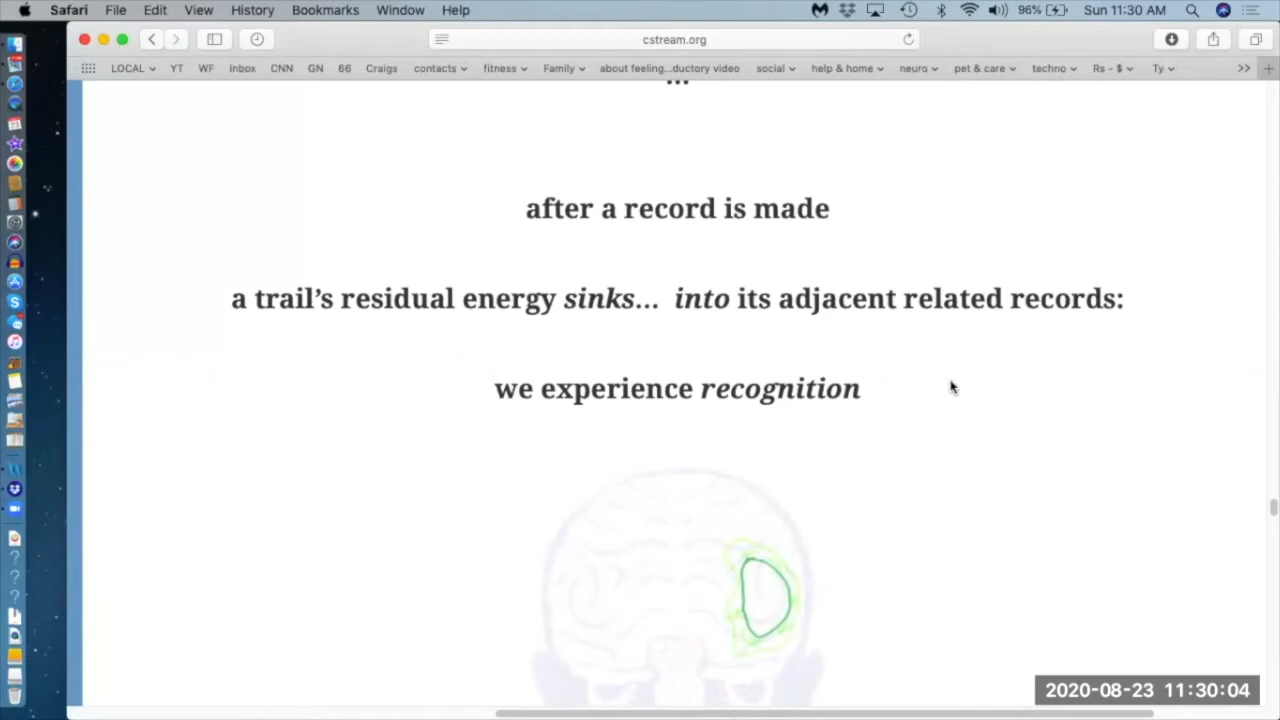 Safari File Edit View History Bookmarks Window Help 96% Sun 11:30 AM
cstream.org
LOCAL YT WF Inbox CNN GN 66 Craigs contacts fitness Family about feeling...ductory video social help & home neuro pet & care techno Rs - $ Ty
...
after a record is made
a trail’s residual energy sinks... into its adjacent related records:
we experience recognition
2020-08-23 11:30:04